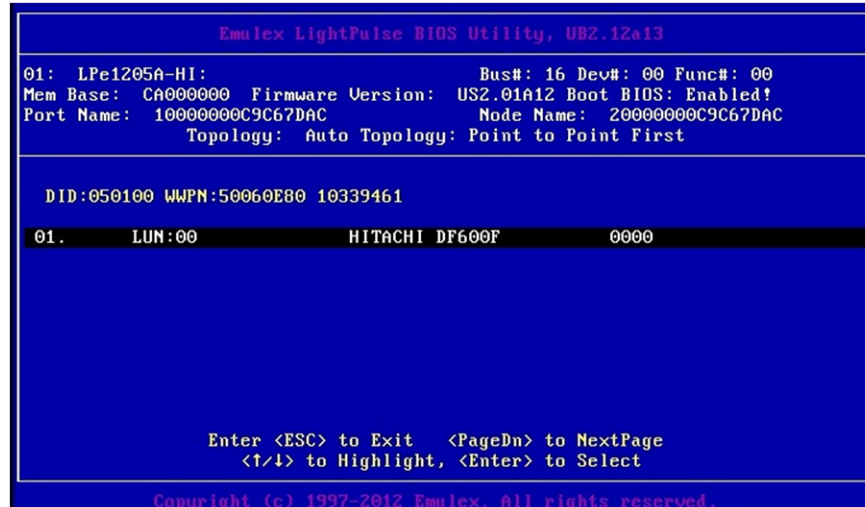 Emulex LightPulse BIOS Utility, UB2.12a13
01: LPe1205A-HI: Bus#: 16 Dev#: 00 Func#: 00
Mem Base: CA000000 Firmware Version: US2.01A12 Boot BIOS: Enabled!
Port Name: 10000000C9C67DAC Node Name: 20000000C9C67DAC
Topology: Auto Topology: Point to Point First
DID:050100 WWPN:50060E80 10339461
01. LUN:00 HITACHI DF600F 0000
Enter <ESC> to Exit <PageDn> to NextPage
<↑/↓> to Highlight, <Enter> to Select
Copyright (c) 1997-2012 Emulex. All rights reserved.